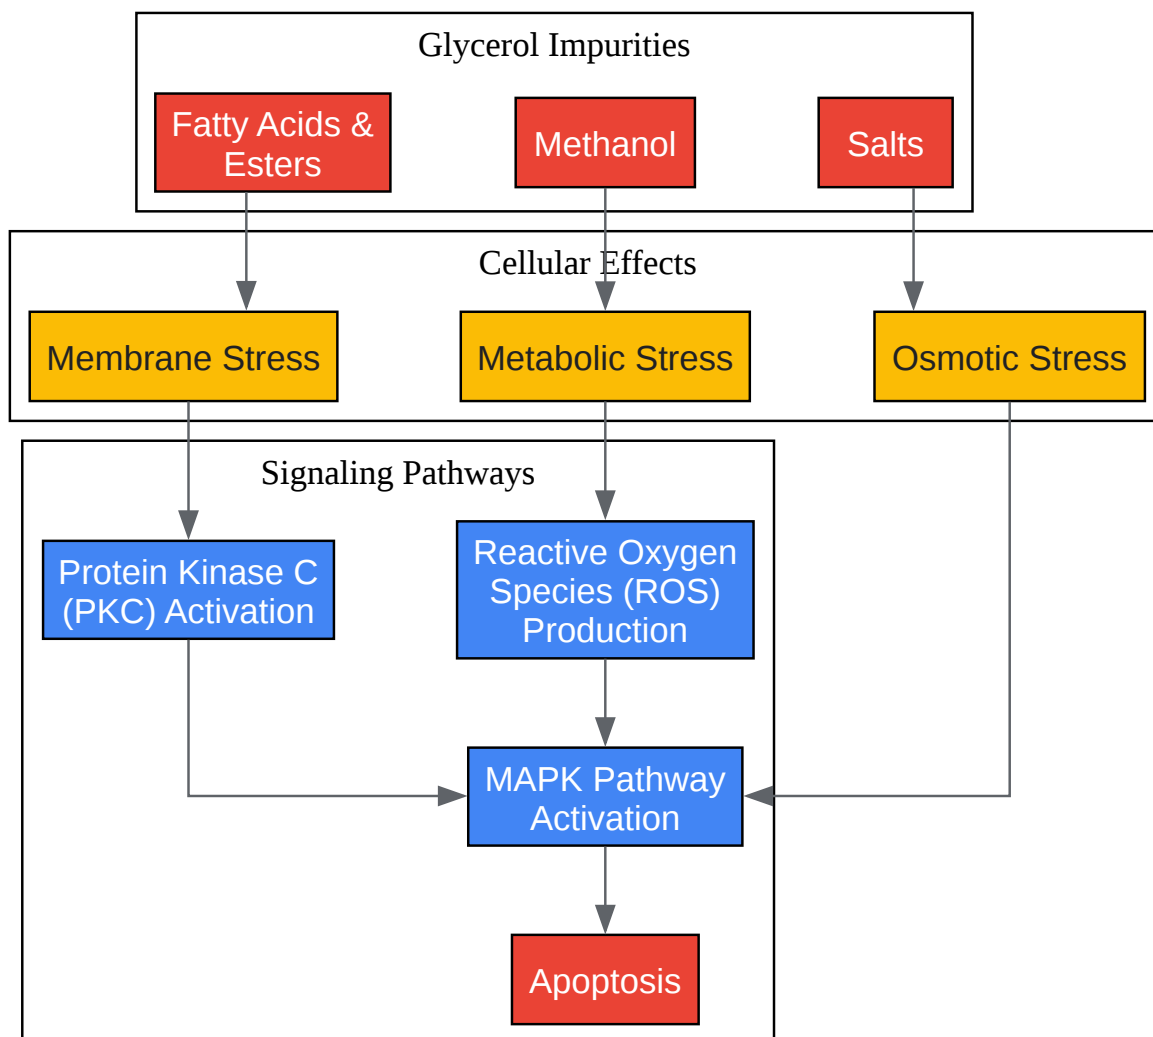 Glycerol Impurities
Fatty Acids &
Esters
Methanol
Salts
Cellular Effects
Membrane Stress
Metabolic Stress
Osmotic Stress
Signaling Pathways
Protein Kinase C
(PKC) Activation
Reactive Oxygen
Species (ROS)
Production
MAPK Pathway
Activation
Apoptosis